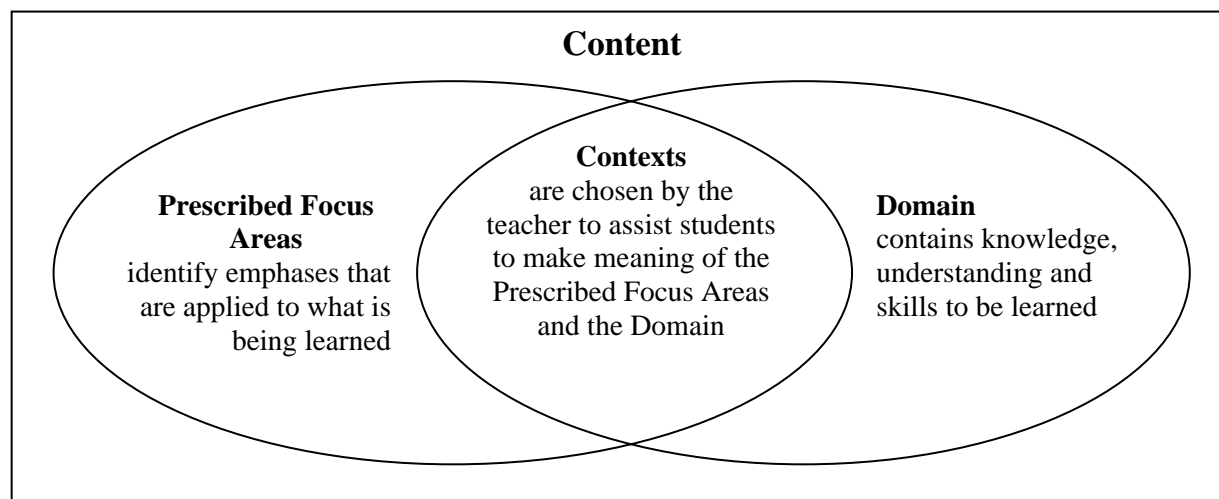 Content
Prescribed Focus
Areas
identify emphases that
are applied to what is
being learned
Contexts
are chosen by the
teacher to assist students
to make meaning of the
Prescribed Focus Areas
and the Domain
Domain
contains knowledge,
understanding and
skills to be learned